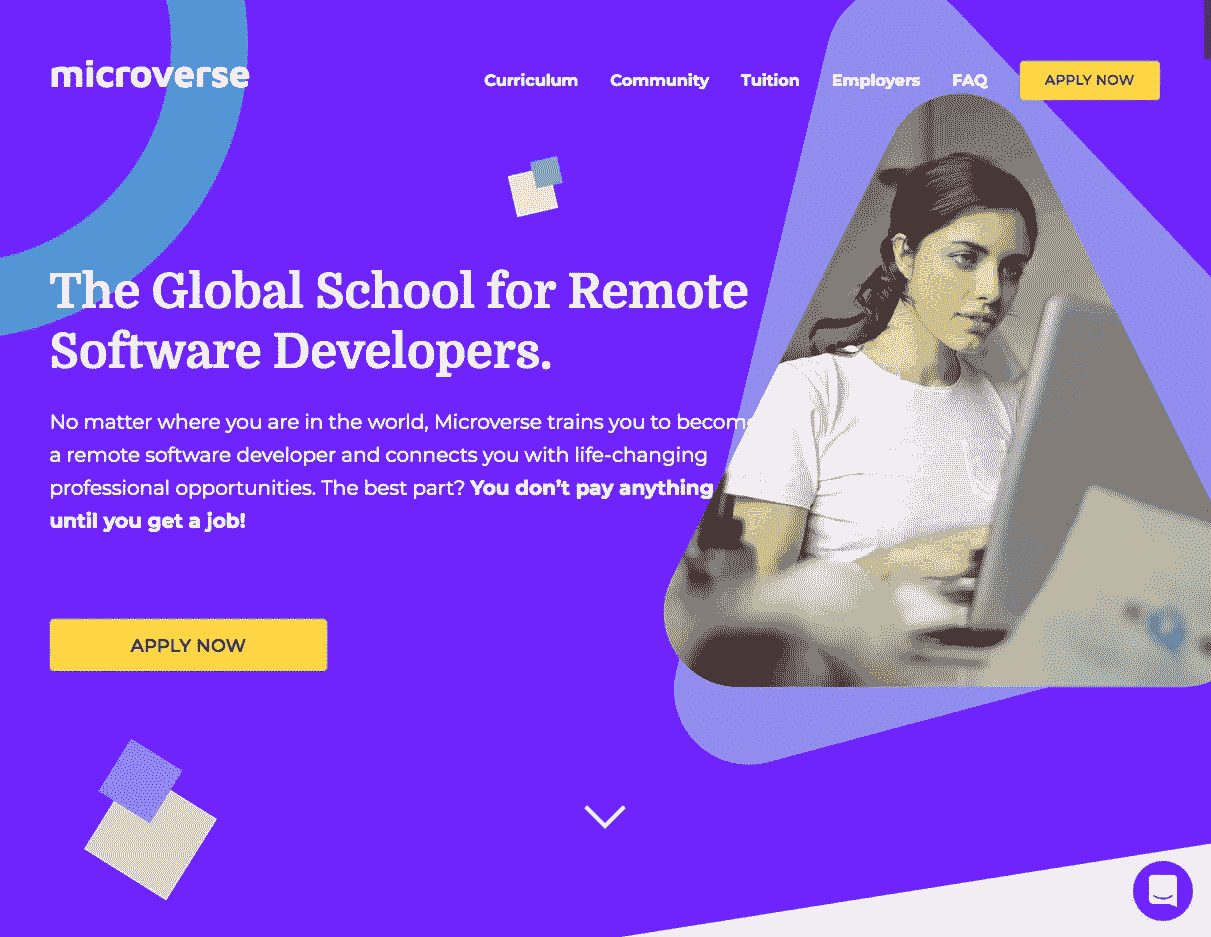 microverse
Curriculum Community Tuition Employers FAQ APPLY NOW
The Global School for Remote
Software Developers.
No matter where you are in the world, Microverse trains you to become
a remote software developer and connects you with life-changing
professional opportunities. The best part? You don’t pay anything
until you get a job!
APPLY NOW